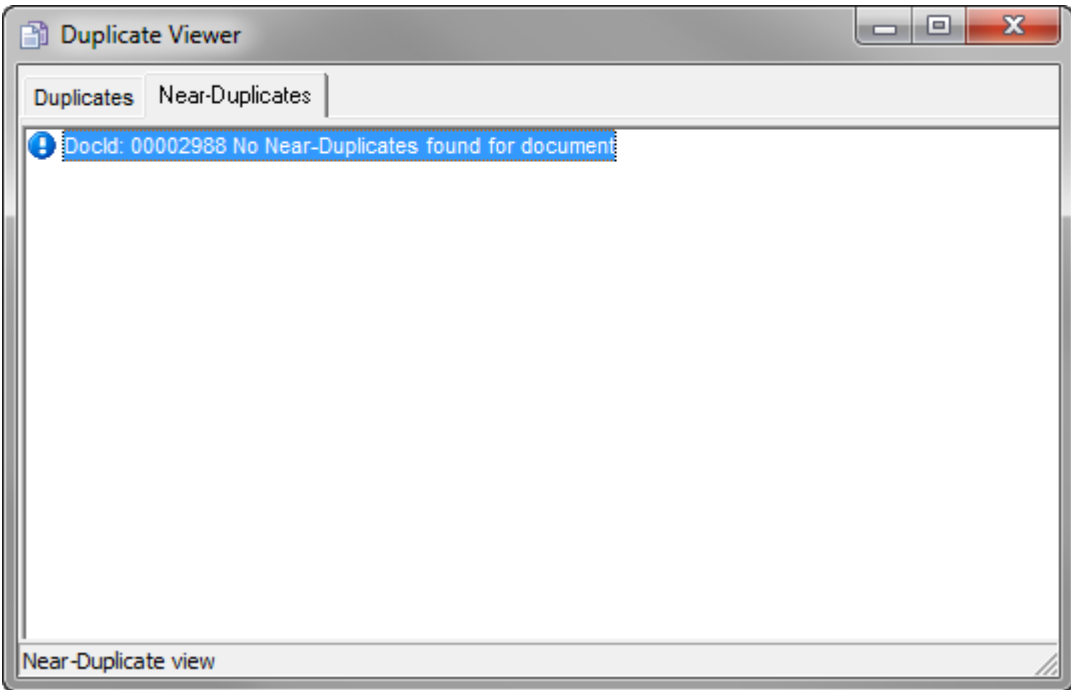 Duplicate Viewer
Duplicates Near-Duplicates
DocId: 00002988 No Near-Duplicates found for document
Near-Duplicate view